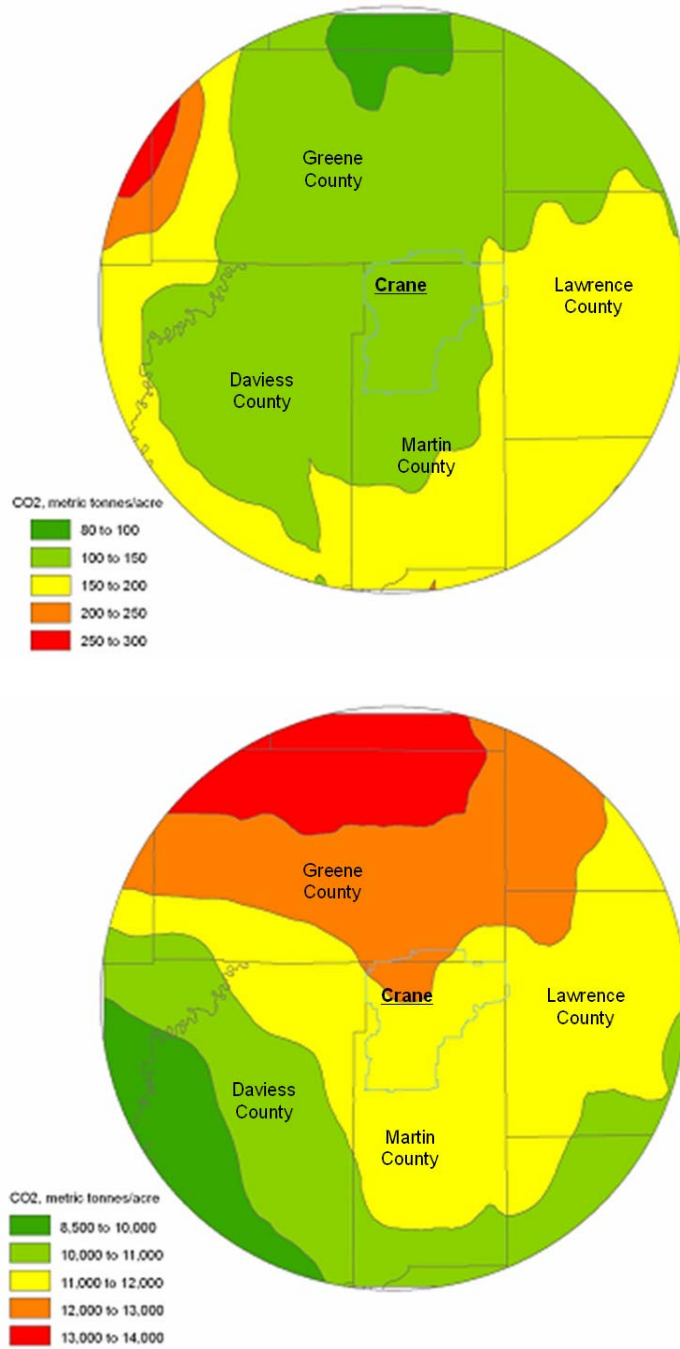 Greene
County
Crane
Lawrence
County
Daviess
County
Martin
County
CO2, metric tonnes/acre
80 to 100
100 to 150
150 to 200
200 to 250
250 to 300
Greene
County
Crane
Lawrence
County
Daviess
County
Martin
County
CO2, metric tonnes/acre
8,500 to 10,000
10,000 to 11,000
11,000 to 12,000
12,000 to 13,000
13,000 to 14,000